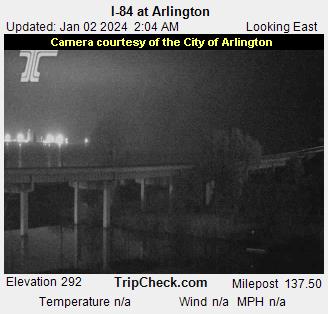 I-84 at Arlington
Updated: Jan 02 2024 2:04 AM Looking East
Camera courtesy of the City of Arlington
Elevation 292 TripCheck.com Milepost 137.50
Temperature n/a Wind n/a MPH n/a